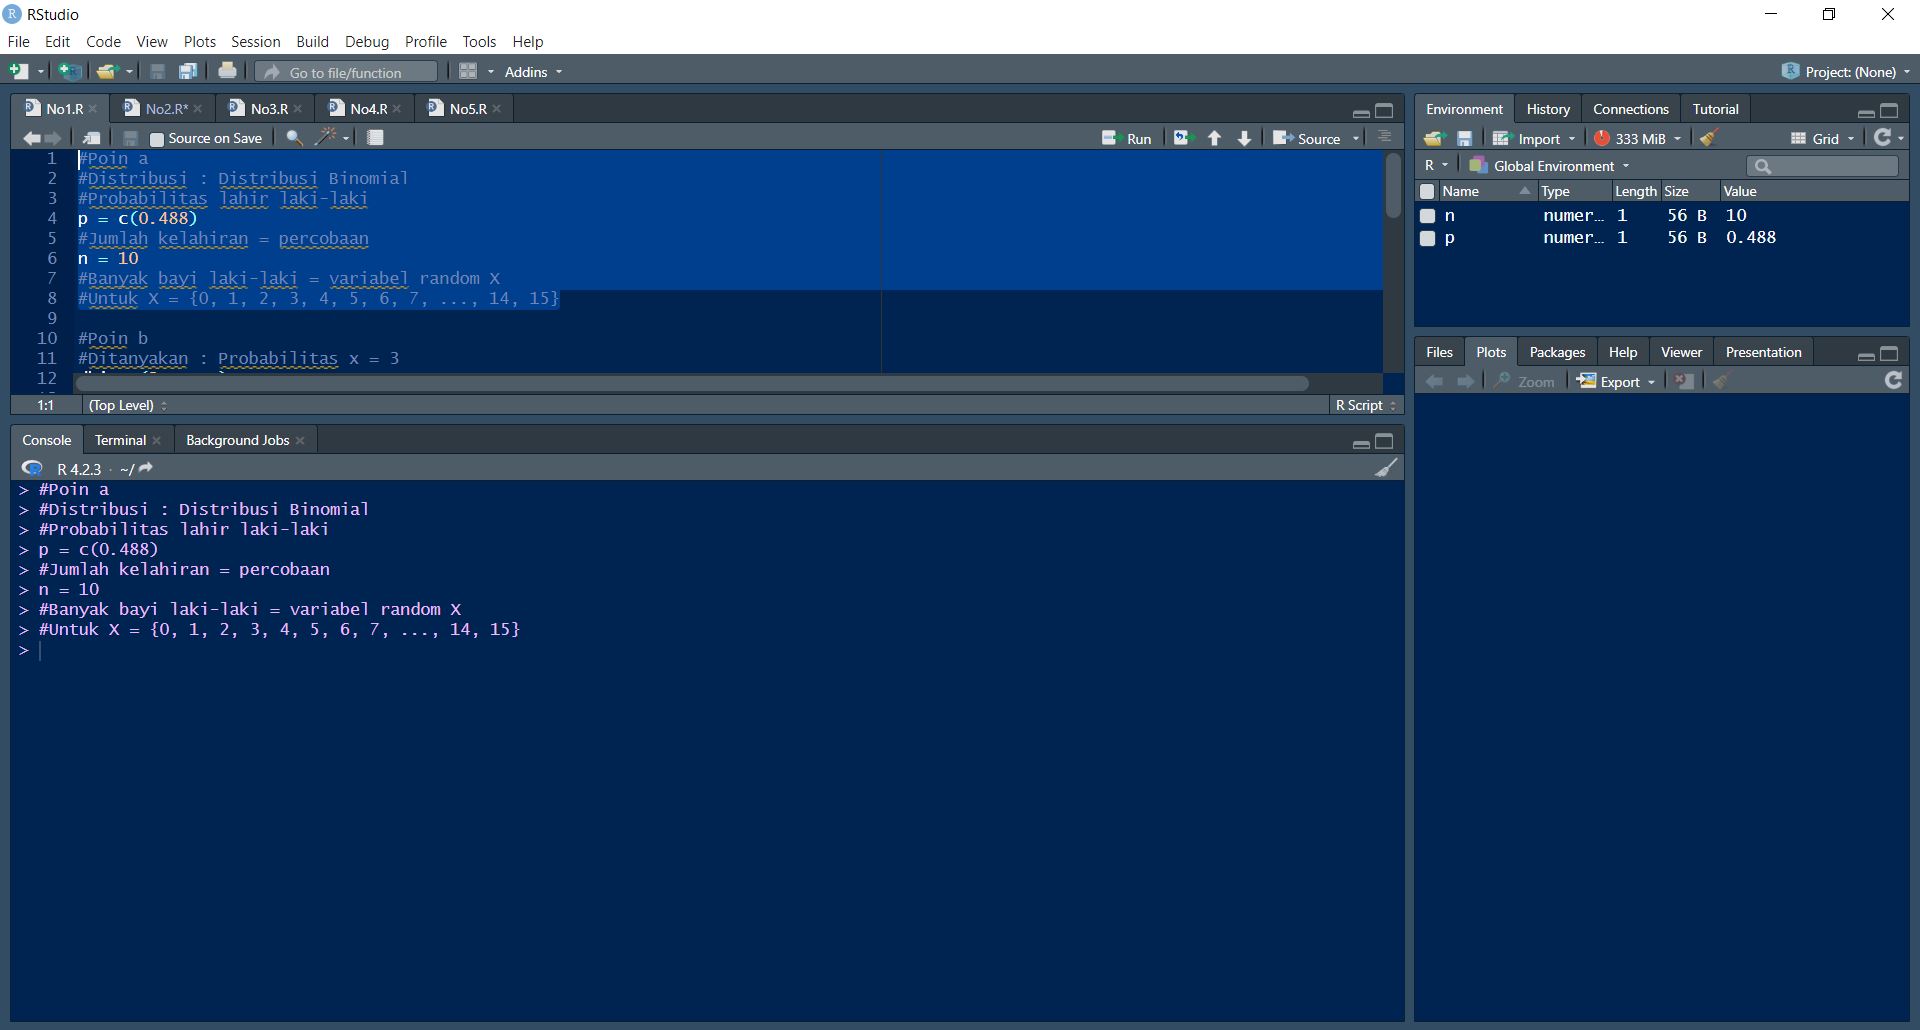 RStudio
File Edit Code View Plots Session Build Debug Profile Tools Help
Go to file/function Addins Project: (None)
No1.R No2.R* No3.R No4.R No5.R
Source on Save Run Source
1 #Poin a
2 #Distribusi : Distribusi Binomial
3 #Probabilitas lahir laki-laki
4 p = c(0.488)
5 #Jumlah kelahiran = percobaan
6 n = 10
7 #Banyak bayi laki-laki = variabel random X
8 #Untuk X = {0, 1, 2, 3, 4, 5, 6, 7, ..., 14, 15}
9
10 #Poin b
11 #Ditanyakan : Probabilitas x = 3
12
1:1 (Top Level) R Script
Console Terminal Background Jobs
R 4.2.3 · ~/
> #Poin a
> #Distribusi : Distribusi Binomial
> #Probabilitas lahir laki-laki
> p = c(0.488)
> #Jumlah kelahiran = percobaan
> n = 10
> #Banyak bayi laki-laki = variabel random X
> #Untuk X = {0, 1, 2, 3, 4, 5, 6, 7, ..., 14, 15}
>
Environment History Connections Tutorial
Import 333 MiB Grid
R Global Environment
Name Type Length Size Value
n numer... 1 56 B 10
p numer... 1 56 B 0.488
Files Plots Packages Help Viewer Presentation
Zoom Export